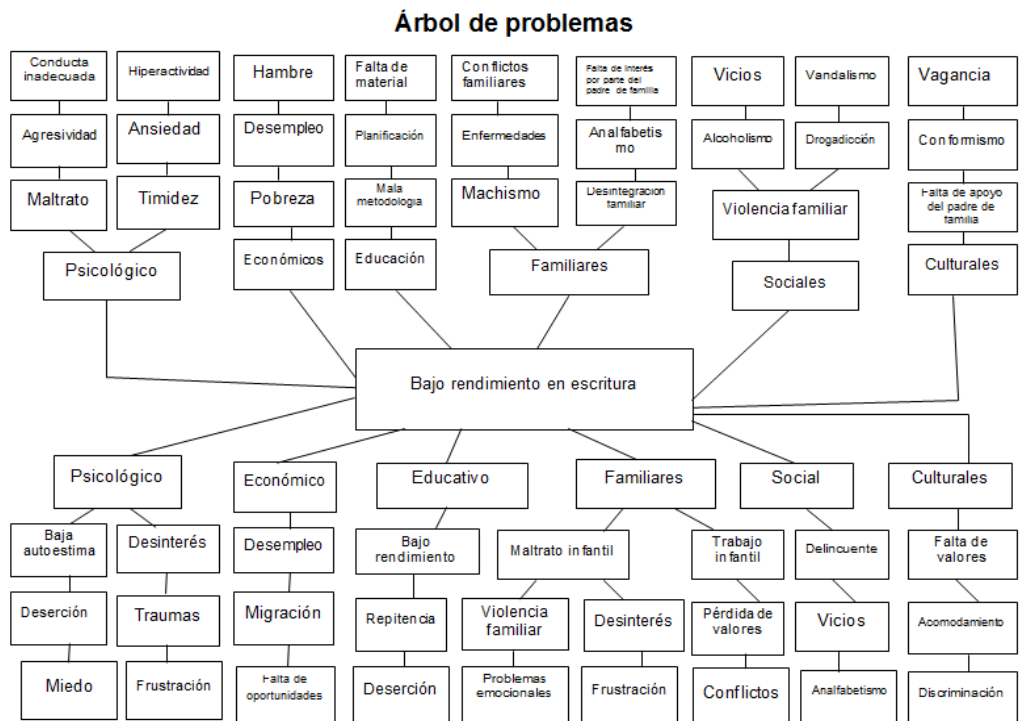 Árbol de problemas
Conducta
inadecuada
Hiperactividad
Hambre
Falta de
material
Conflictos
familiares
Falta de interés
por parte del
padre de familia
Vicios
Vandalismo
Vagancia
Agresividad
Ansiedad
Desempleo
Planificación
Enfermedades
Analfabetis
mo
Alcoholismo
Drogadicción
Conformismo
Maltrato
Timidez
Pobreza
Mala
metodología
Machismo
Desintegración
familiar
Violencia familiar
Falta de apoyo
del padre de
familia
Psicológico
Económicos
Educación
Familiares
Sociales
Culturales
Bajo rendimiento en escritura
Psicológico
Económico
Educativo
Familiares
Social
Culturales
Baja
autoestima
Desinterés
Desempleo
Bajo
rendimiento
Maltrato infantil
Trabajo
infantil
Delincuente
Falta de
valores
Deserción
Traumas
Migración
Repitencia
Violencia
familiar
Desinterés
Pérdida de
valores
Vicios
Acomodamiento
Miedo
Frustración
Falta de
oportunidades
Deserción
Problemas
emocionales
Frustración
Conflictos
Analfabetismo
Discriminación